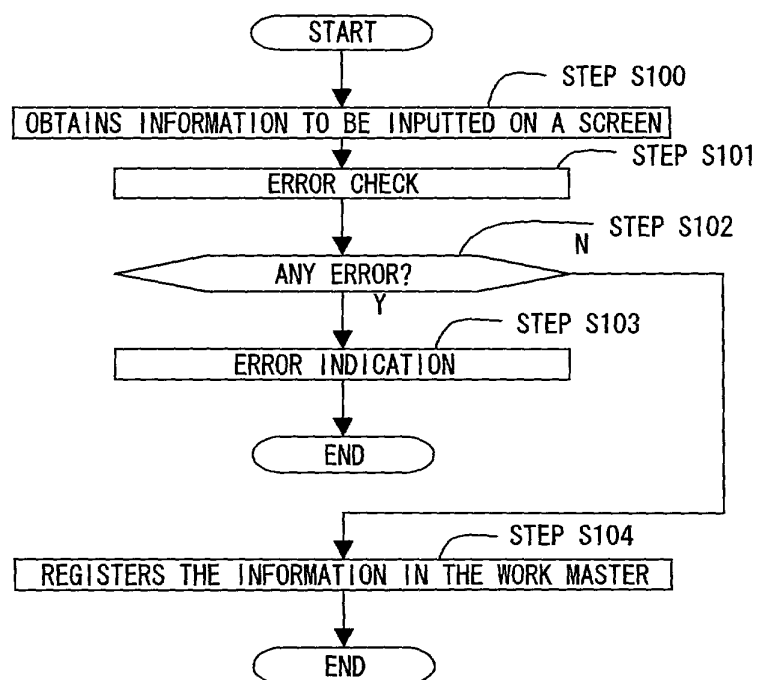 START
STEP S100
OBTAINS INFORMATION TO BE INPUTTED ON A SCREEN
STEP S101
ERROR CHECK
STEP S102
N
ANY ERROR?
Y
STEP S103
ERROR INDICATION
END
STEP S104
REGISTERS THE INFORMATION IN THE WORK MASTER
END